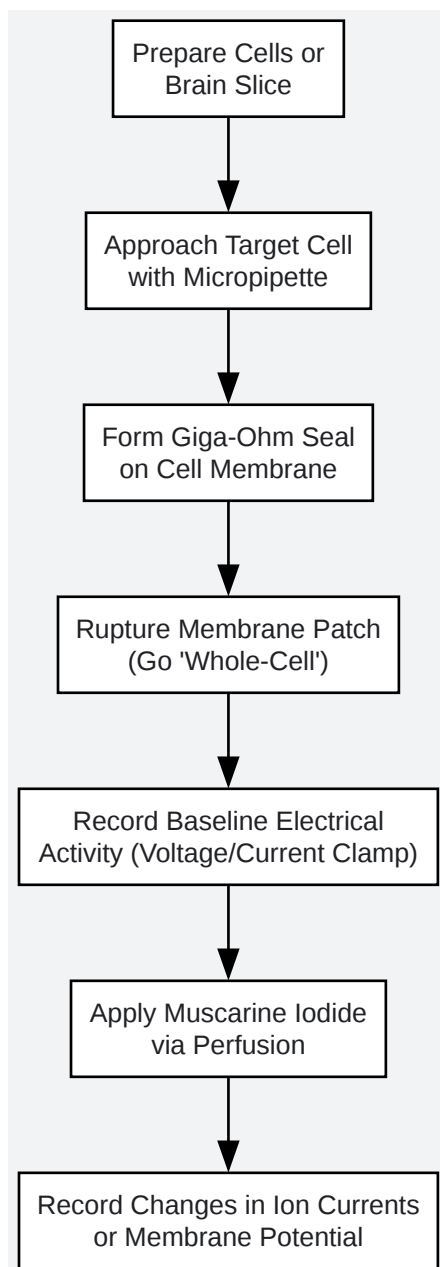 Prepare Cells or
Brain Slice
Approach Target Cell
with Micropipette
Form Giga-Ohm Seal
on Cell Membrane
Rupture Membrane Patch
(Go 'Whole-Cell')
Record Baseline Electrical
Activity (Voltage/Current Clamp)
Apply Muscarine Iodide
via Perfusion
Record Changes in Ion Currents
or Membrane Potential